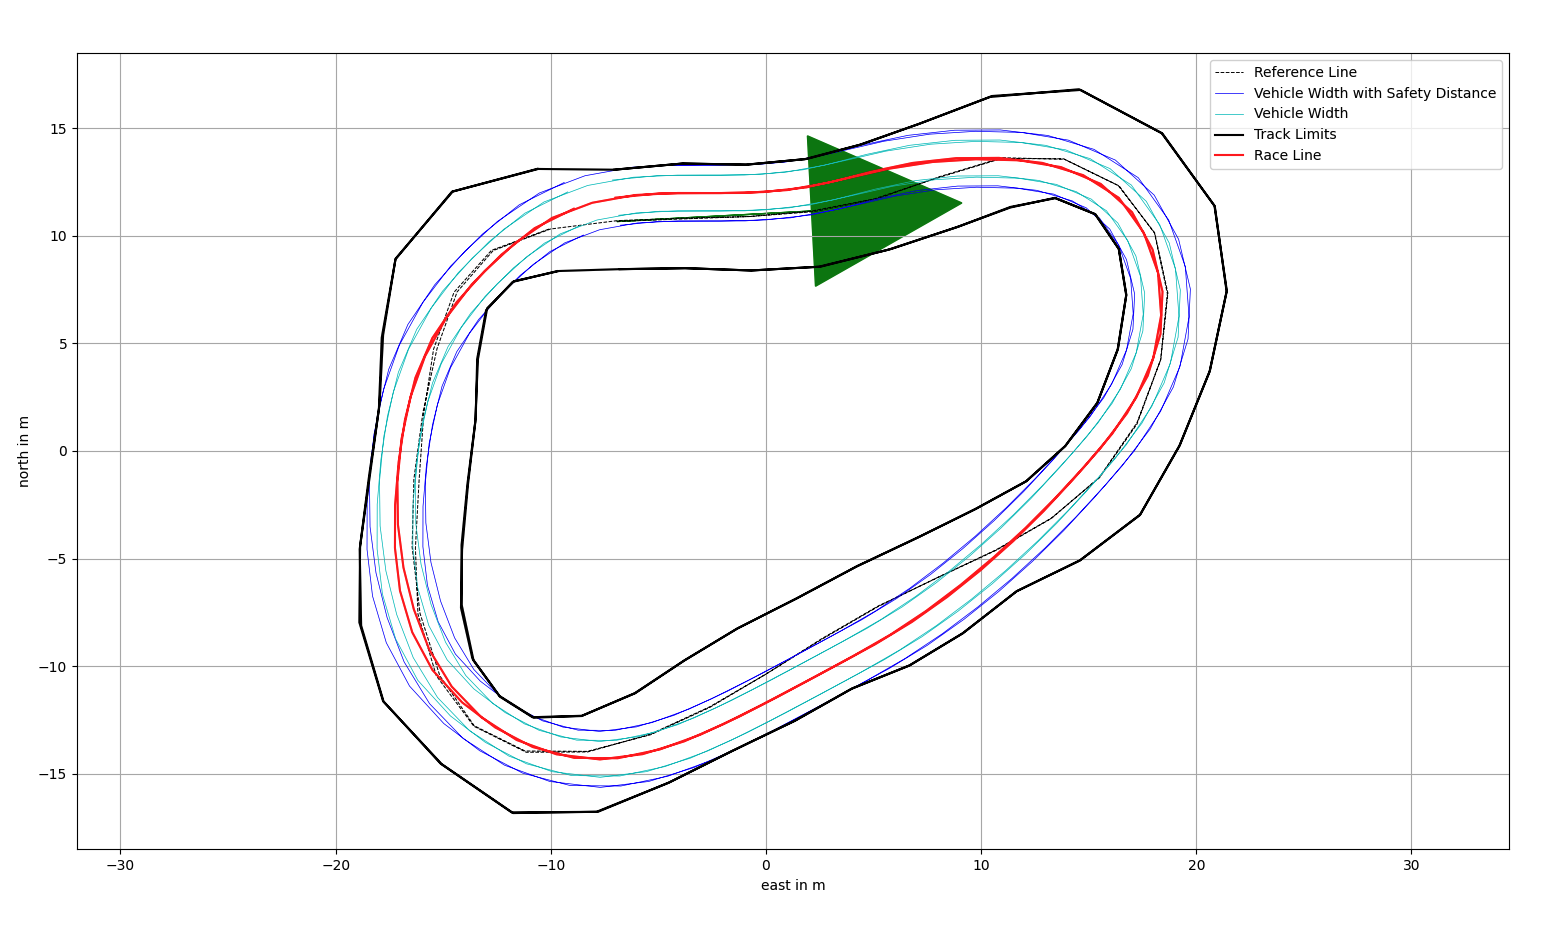 Reference Line
Vehicle Width with Safety Distance
Vehicle Width
Track Limits
Race Line
15
10
5
0
−5
−10
−15
north in m
−30
−20
−10
0
10
20
30
east in m